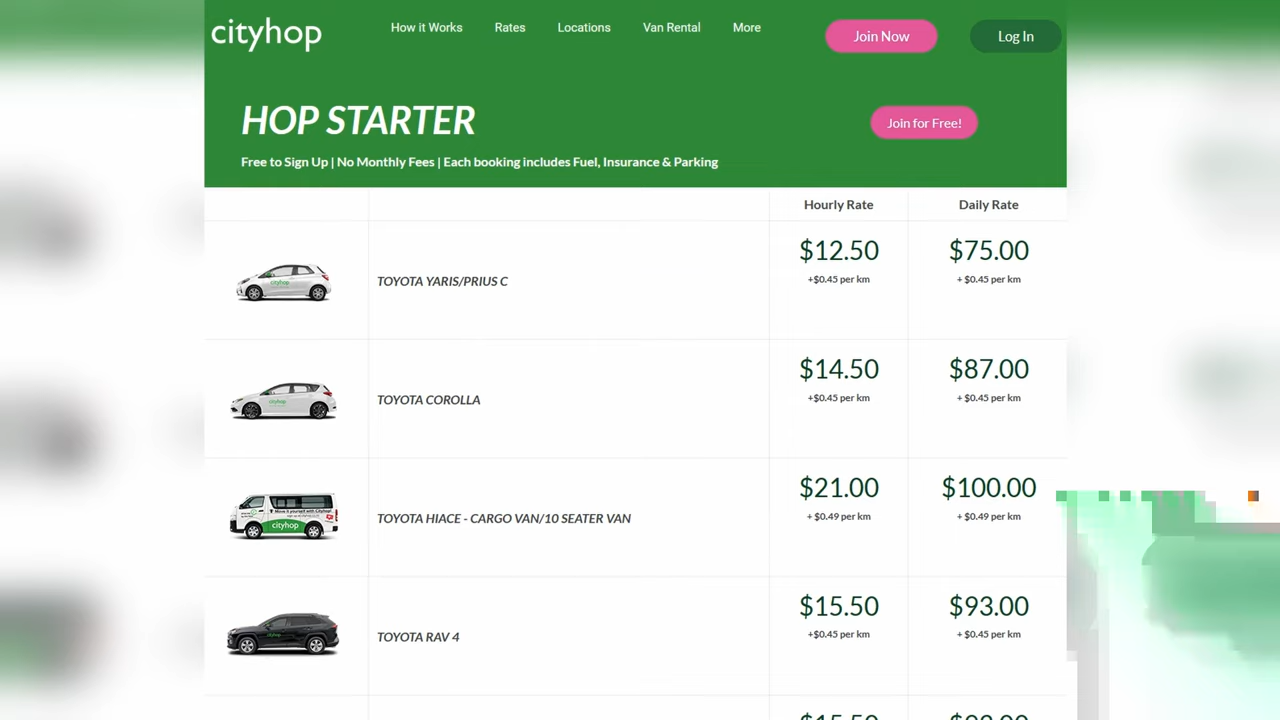 cityhop
How it Works
Rates
Locations
Van Rental
More
Join Now
Log In
HOP STARTER
Join for Free!
Free to Sign Up | No Monthly Fees | Each booking includes Fuel, Insurance & Parking
Hourly Rate
Daily Rate
TOYOTA YARIS/PRIUS C
$12.50
+$0.45 per km
$75.00
+ $0.45 per km
TOYOTA COROLLA
$14.50
+$0.45 per km
$87.00
+ $0.45 per km
cityhop
TOYOTA HIACE - CARGO VAN/10 SEATER VAN
$21.00
+ $0.49 per km
$100.00
+ $0.49 per km
TOYOTA RAV 4
$15.50
+$0.45 per km
$93.00
+ $0.45 per km